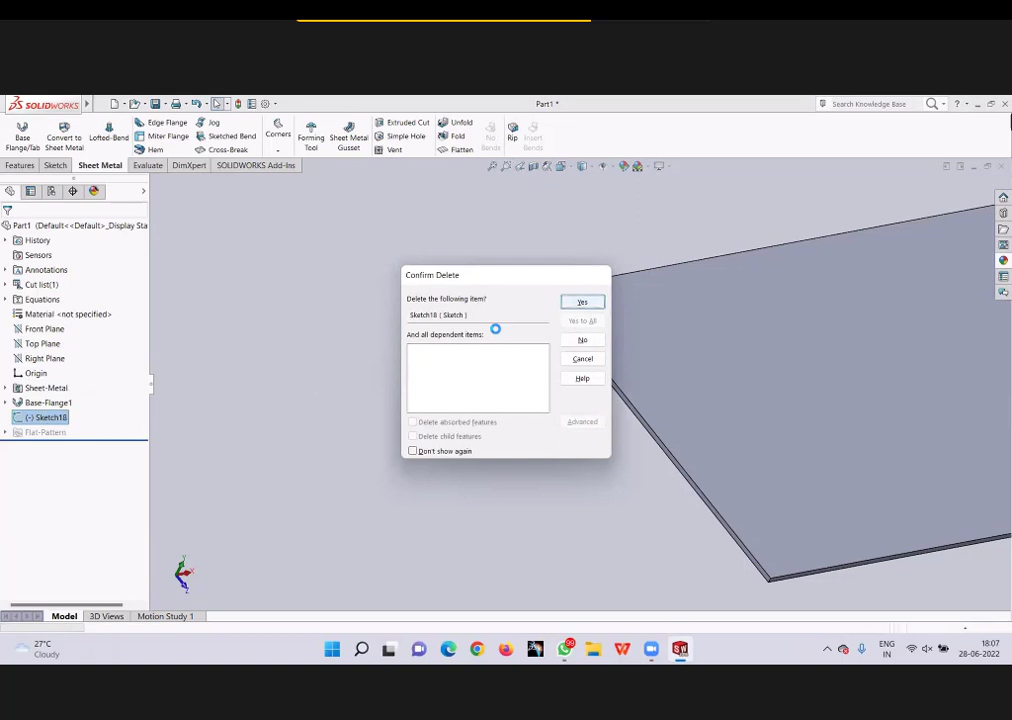 SOLIDWORKS
Part1 *
Search Knowledge Base
Base Flange/Tab
Convert to Sheet Metal
Lofted-Bend
Edge Flange
Miter Flange
Hem
Jog
Sketched Bend
Cross-Break
Corners
Forming Tool
Sheet Metal Gusset
Extruded Cut
Simple Hole
Vent
Unfold
Fold
Flatten
No Bends
Rip
Insert Bends
Features
Sketch
Sheet Metal
Evaluate
DimXpert
SOLIDWORKS Add-Ins
Part1 (Default<<Default>_Display Sta
History
Sensors
Annotations
Cut list(1)
Equations
Material <not specified>
Front Plane
Top Plane
Right Plane
Origin
Sheet-Metal
Base-Flange1
(-) Sketch18
Flat-Pattern
Confirm Delete
Delete the following item?
Sketch18 ( Sketch )
And all dependent items:
Yes
Yes to All
No
Cancel
Help
Advanced
Delete absorbed features
Delete child features
Don't show again
Y
X
Z
Model
3D Views
Motion Study 1
27°C
Cloudy
99
SW
ENG
IN
18:07
28-06-2022